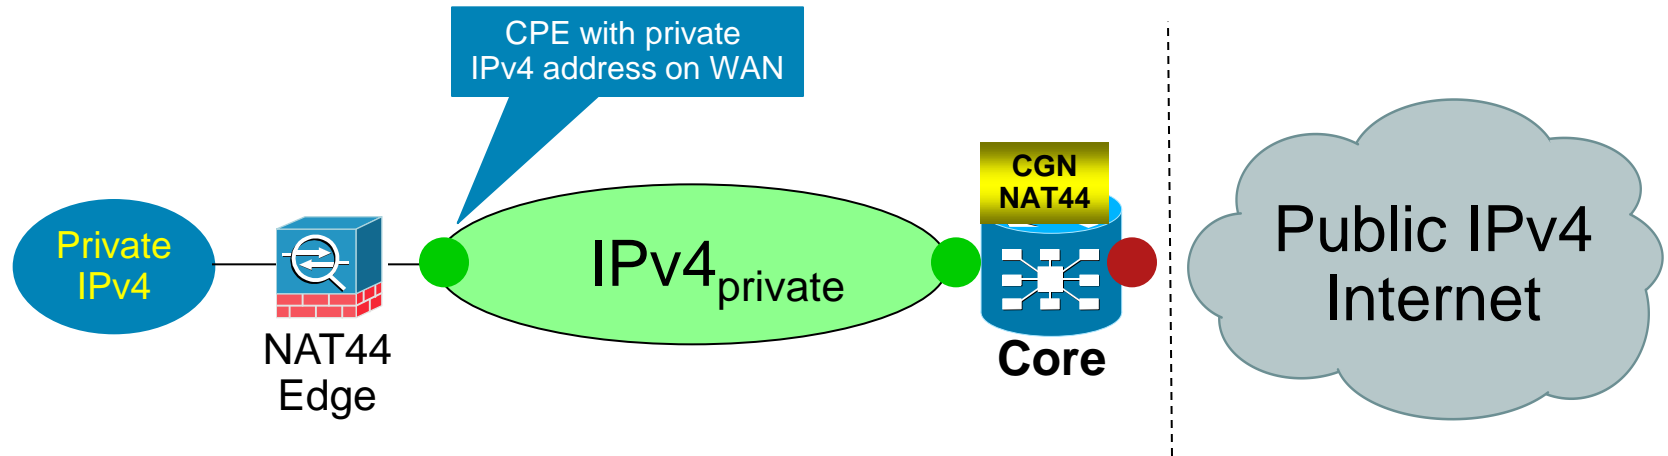 CPE with private
IPv4 address on WAN
CGN
NAT44
Private
IPv4
IPv4private
Public IPv4
Internet
NAT44
Edge
Core